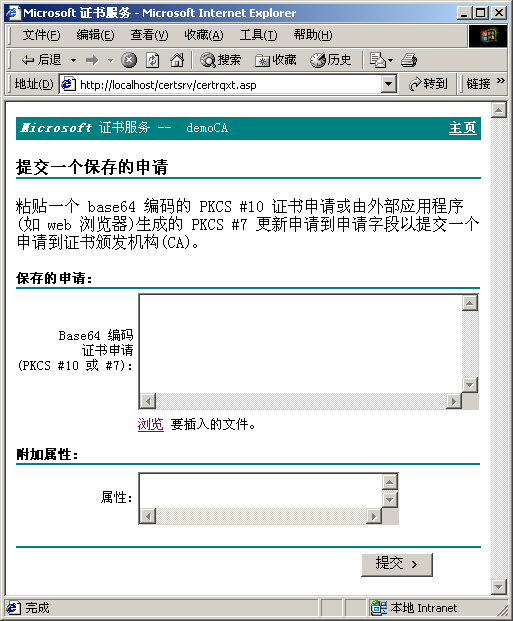 Microsoft 证书服务 - Microsoft Internet Explorer
文件(F) 编辑(E) 查看(V) 收藏(A) 工具(T) 帮助(H)
后退 搜索 收藏 历史
地址(D) http://localhost/certsrv/certrqxt.asp 转到 链接 »
Microsoft 证书服务 -- demoCA 主页
提交一个保存的申请
粘贴一个 base64 编码的 PKCS #10 证书申请或由外部应用程序
(如 web 浏览器)生成的 PKCS #7 更新申请到申请字段以提交一个
申请到证书颁发机构(CA)。
保存的申请:
Base64 编码
证书申请
(PKCS #10 或 #7):
浏览 要插入的文件。
附加属性:
属性:
提交 >
完成 本地 Intranet